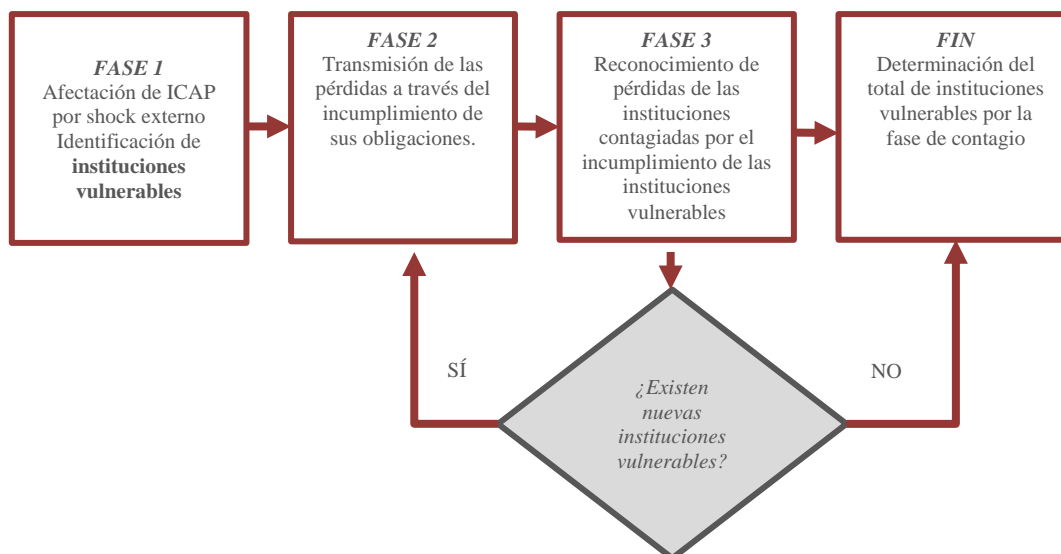 FASE 1
Afectación de ICAP
por shock externo
Identificación de
instituciones
vulnerables
FASE 2
Transmisión de las
pérdidas a través del
incumplimiento de
sus obligaciones.
FASE 3
Reconocimiento de
pérdidas de las
instituciones
contagiadas por el
incumplimiento de las
instituciones
vulnerables
FIN
Determinación del
total de instituciones
vulnerables por la
fase de contagio
SÍ
¿Existen
nuevas
instituciones
vulnerables?
NO